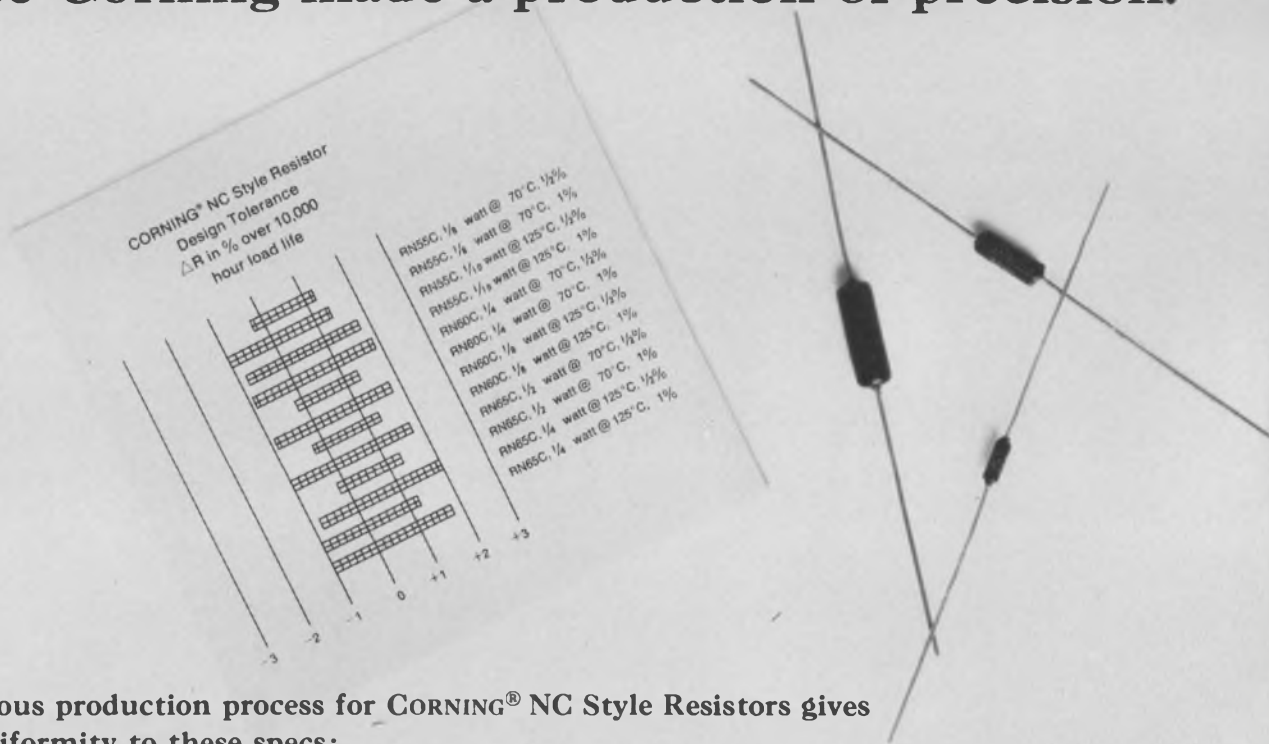 Corning made a production of precision.
CORNING® NC Style Resistor
Design Tolerance
△R in % over 10,000
hour load life
RN55C, 1/8 watt @ 70°C, 1/2%
RN55C, 1/8 watt @ 70°C, 1%
RN55C, 1/10 watt @ 125°C, 1/2%
RN55C, 1/10 watt @ 125°C, 1%
RN60C, 1/4 watt @ 70°C, 1/2%
RN60C, 1/4 watt @ 70°C, 1%
RN60C, 1/8 watt @ 125°C, 1/2%
RN60C, 1/8 watt @ 125°C, 1%
RN65C, 1/2 watt @ 70°C, 1/2%
RN65C, 1/2 watt @ 70°C, 1%
RN65C, 1/4 watt @ 125°C, 1/2%
RN65C, 1/4 watt @ 125°C, 1%
-3 -2 -1 0 +1 +2 +3
ous production process for CORNING® NC Style Resistors gives
iformity to these specs: